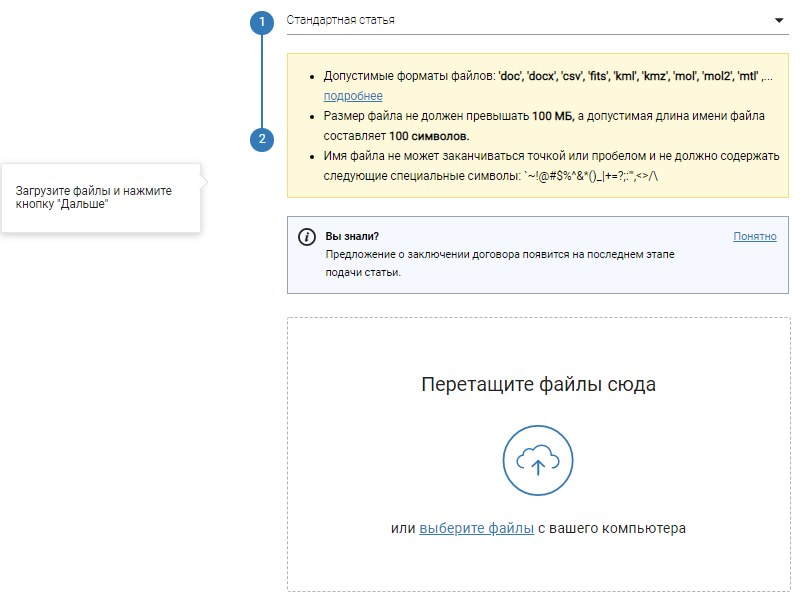 1
Стандартная статья
Допустимые форматы файлов: 'doc', 'docx', 'csv', 'fits', 'kml', 'kmz', 'mol', 'mol2', 'mtl' ,...
подробнее
Размер файла не должен превышать 100 МБ, а допустимая длина имени файла
составляет 100 символов.
2
Имя файла не может заканчиваться точкой или пробелом и не должно содержать
следующие специальные символы: `~!@#$%^&*()_|+=?;:'",<>/\
Загрузите файлы и нажмите
кнопку "Дальше"
Вы знали?
Понятно
Предложение о заключении договора появится на последнем этапе
подачи статьи.
Перетащите файлы сюда
или выберите файлы с вашего компьютера